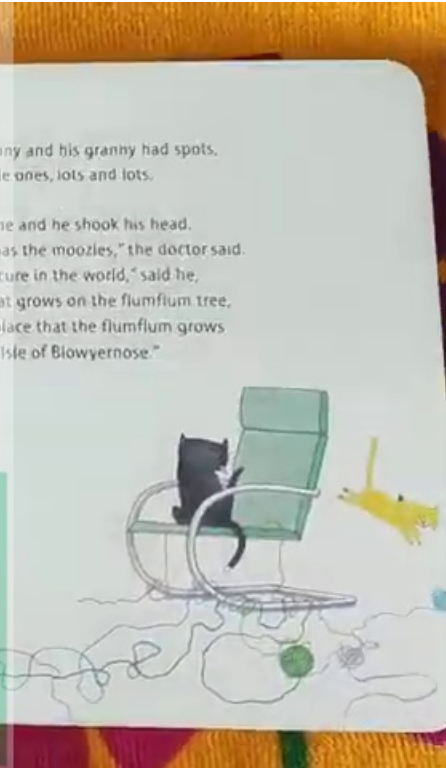 ny and his granny had spots,
e ones, lots and lots.
e and he shook his head.
as the moozles," the doctor said.
cure in the world," said he,
at grows on the flumflum tree,
lace that the flumflum grows
Isle of Blowyernose."